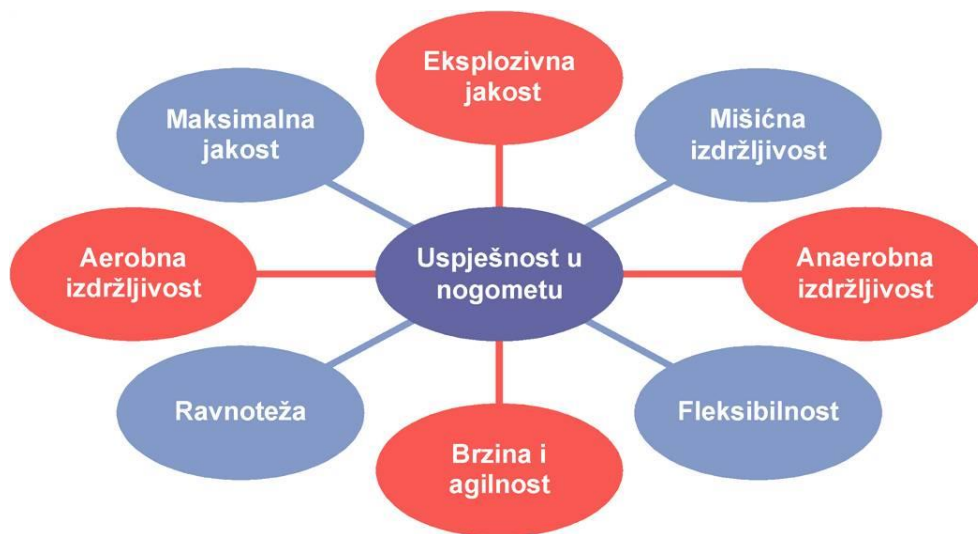 Eksplozivna
jakost
Maksimalna
jakost
Mišićna
izdržljivost
Aerobna
izdržljivost
Uspješnost u
nogometu
Anaerobna
izdržljivost
Ravnoteža
Fleksibilnost
Brzina i
agilnost